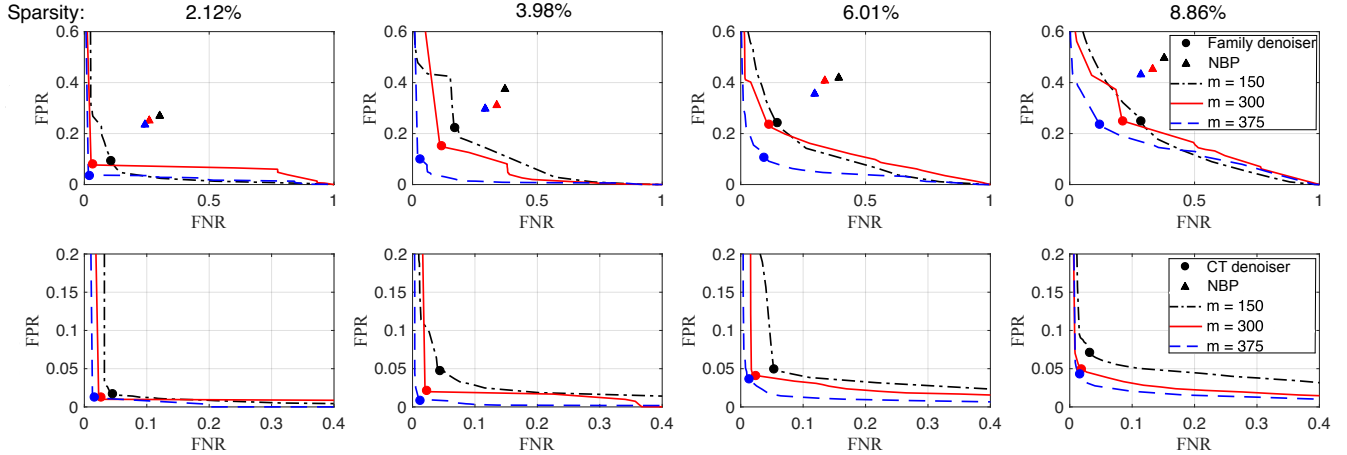 Sparsity: 2.12% 3.98% 6.01% 8.86%
0.6 0.6 0.6 0.6
Family denoiser
NBP
m = 150
m = 300
m = 375
0.4 0.4 0.4 0.4
FPR FPR FPR FPR
0.2 0.2 0.2 0.2
0 0 0 0
0 0.5 1 0 0.5 1 0 0.5 1 0 0.5 1
FNR FNR FNR FNR
0.2 0.2 0.2 0.2
CT denoiser
NBP
m = 150
m = 300
m = 375
0.15 0.15 0.15 0.15
FPR FPR FPR FPR
0.1 0.1 0.1 0.1
0.05 0.05 0.05 0.05
0 0 0 0
0 0.1 0.2 0.3 0.4 0 0.1 0.2 0.3 0.4 0 0.1 0.2 0.3 0.4 0 0.1 0.2 0.3 0.4
FNR FNR FNR FNR